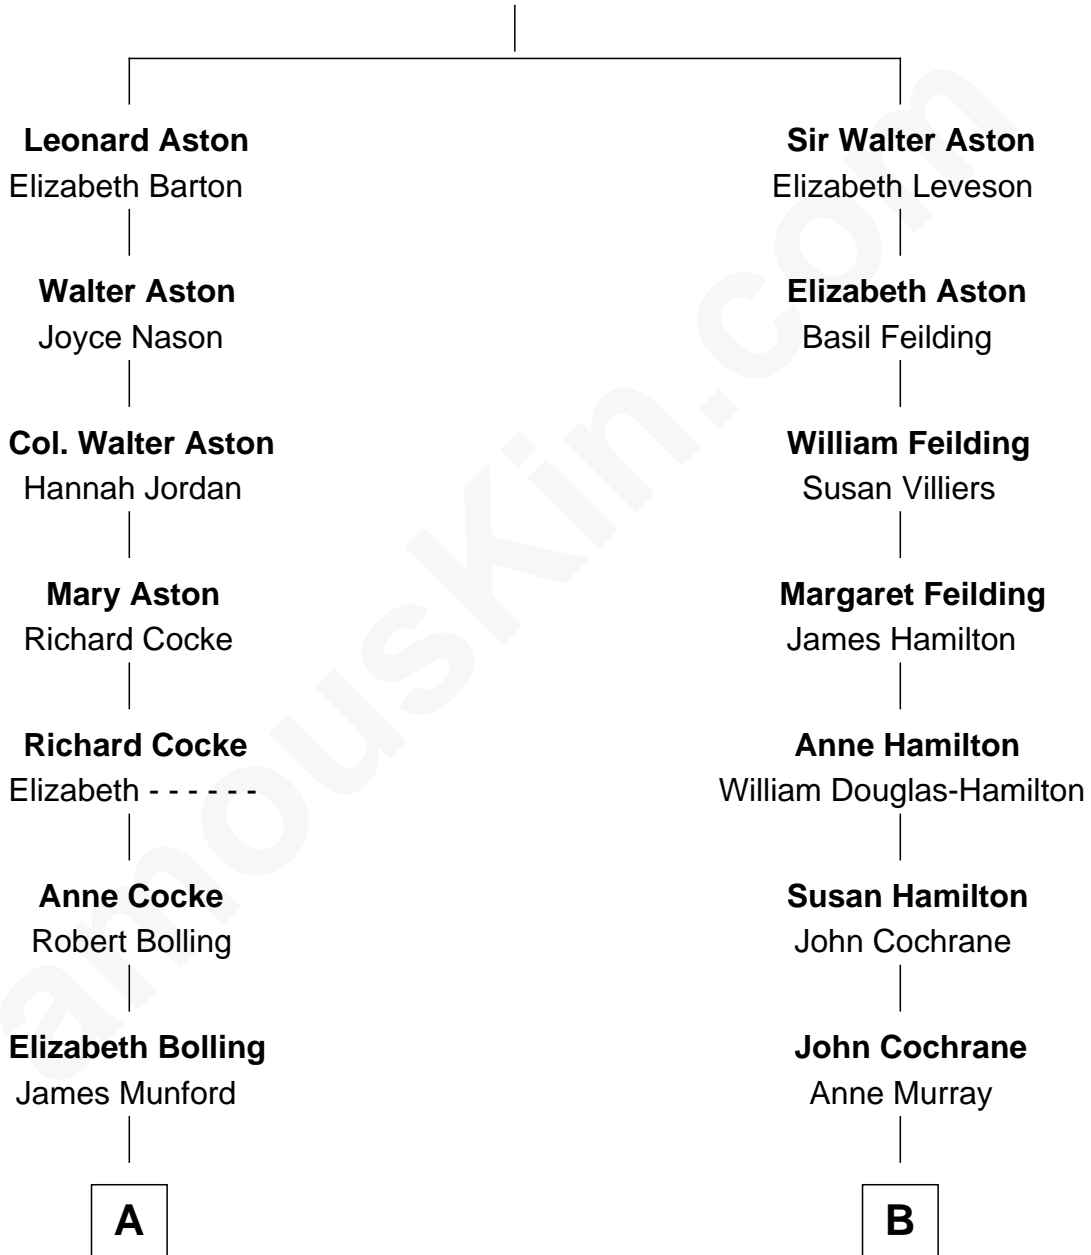 Leonard Aston
Elizabeth Barton
Walter Aston
Joyce Nason
Col. Walter Aston
Hannah Jordan
Mary Aston
Richard Cocke
Richard Cocke
Elizabeth - - - - - -
Anne Cocke
Robert Bolling
Elizabeth Bolling
James Munford
A
Sir Walter Aston
Elizabeth Leveson
Elizabeth Aston
Basil Feilding
William Feilding
Susan Villiers
Margaret Feilding
James Hamilton
Anne Hamilton
William Douglas-Hamilton
Susan Hamilton
John Cochrane
John Cochrane
Anne Murray
B
amouskin.com